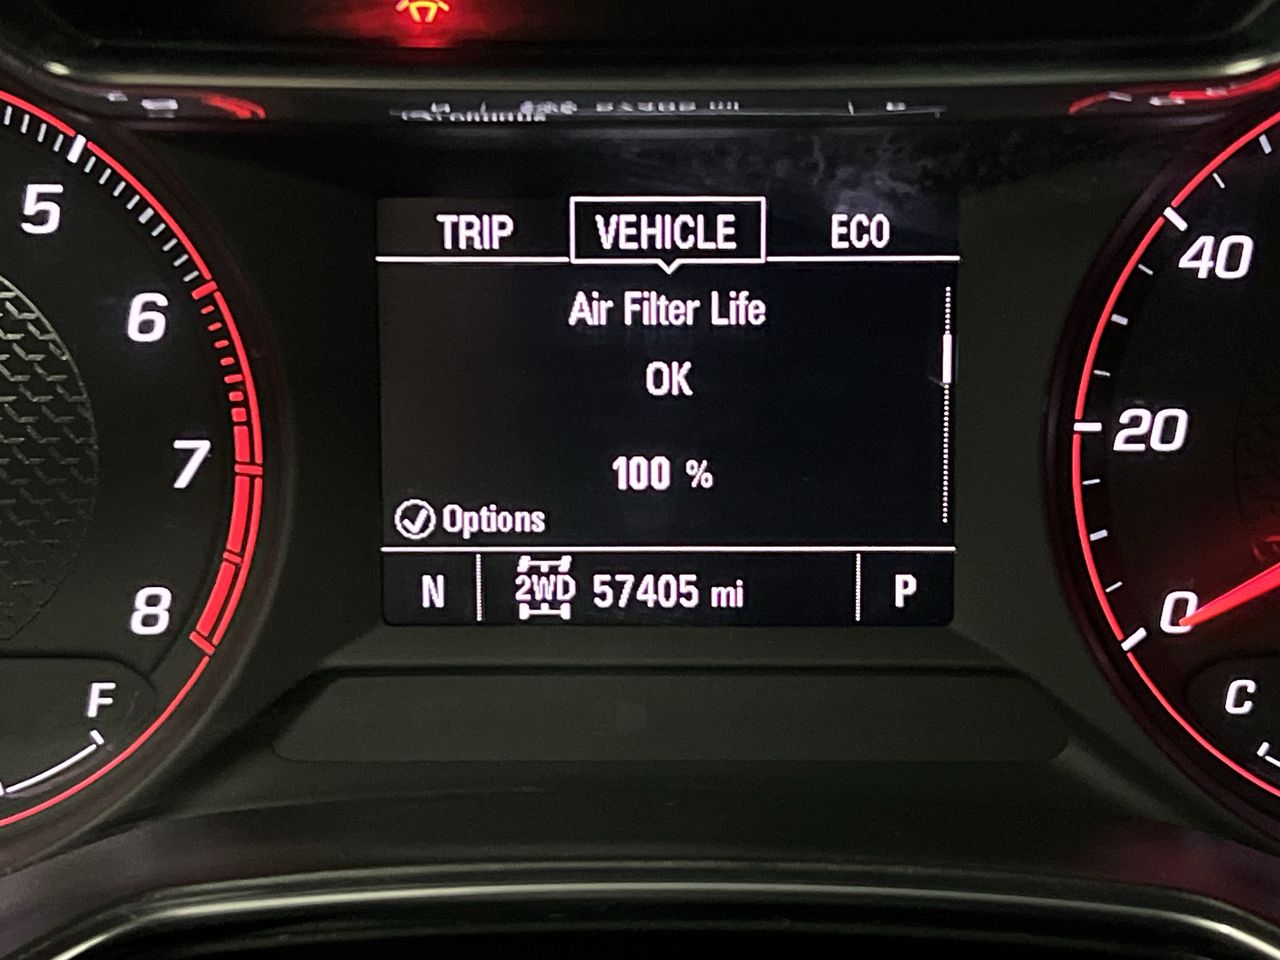 TRIP VEHICLE ECO
Air Filter Life
OK
100 %
Options
N 2WD 57405 mi P
5
6
7
8
F
40
20
0
C